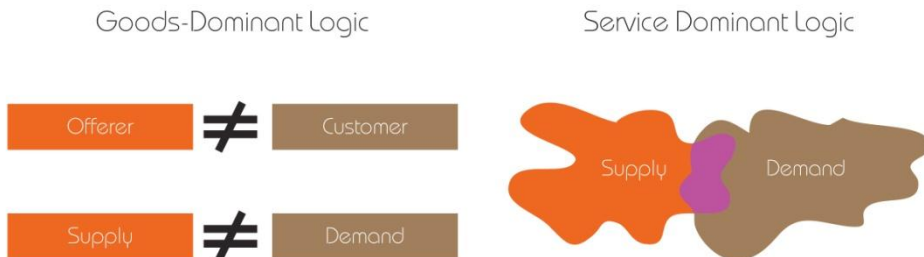 Goods-Dominant Logic
Offerer ≠ Customer
Supply ≠ Demand
Service Dominant Logic
Supply Demand